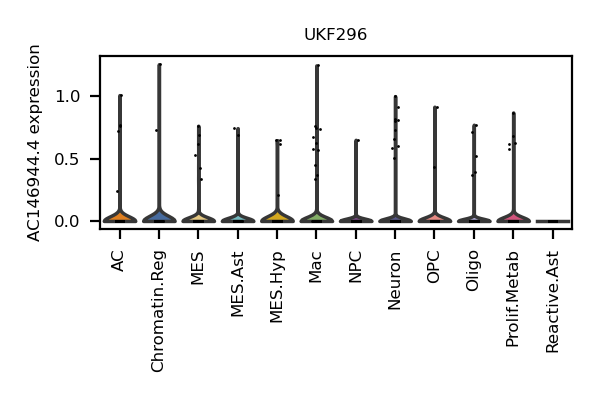 UKF296
AC146944.4 expression
1.0
0.5
0.0
AC
Chromatin.Reg
MES
MES.Ast
MES.Hyp
Mac
NPC
Neuron
OPC
Oligo
Prolif.Metab
Reactive.Ast